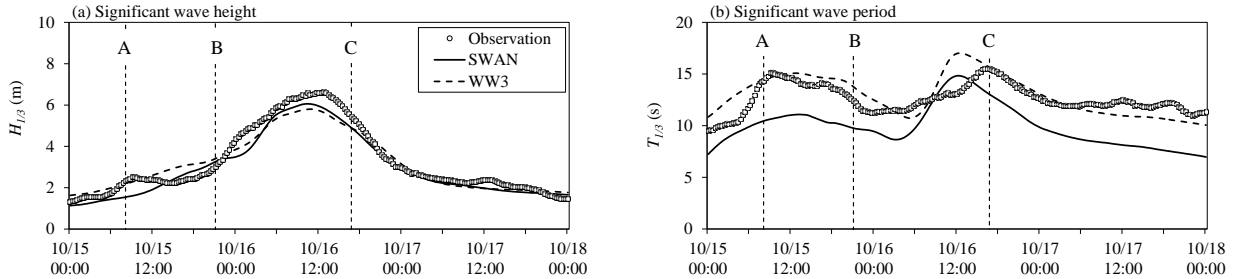 (a) Significant wave height
10
8
6
4
2
0
H1/3 (m)
A
B
C
Observation
SWAN
WW3
10/15 10/15 10/16 10/16 10/17 10/17 10/18
00:00 12:00 00:00 12:00 00:00 12:00 00:00
(b) Significant wave period
20
15
10
5
0
T1/3 (s)
A
B
C
10/15 10/15 10/16 10/16 10/17 10/17 10/18
00:00 12:00 00:00 12:00 00:00 12:00 00:00